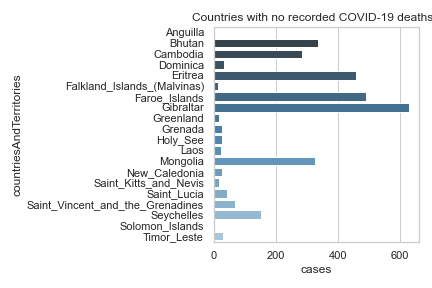 Countries with no recorded COVID-19 deaths
Anguilla
Bhutan
Cambodia
Dominica
Eritrea
Falkland_Islands_(Malvinas)
Faroe_Islands
Gibraltar
Greenland
Grenada
Holy_See
Laos
Mongolia
New_Caledonia
Saint_Kitts_and_Nevis
Saint_Lucia
Saint_Vincent_and_the_Grenadines
Seychelles
Solomon_Islands
Timor_Leste
countriesAndTerritories
0 200 400 600
cases